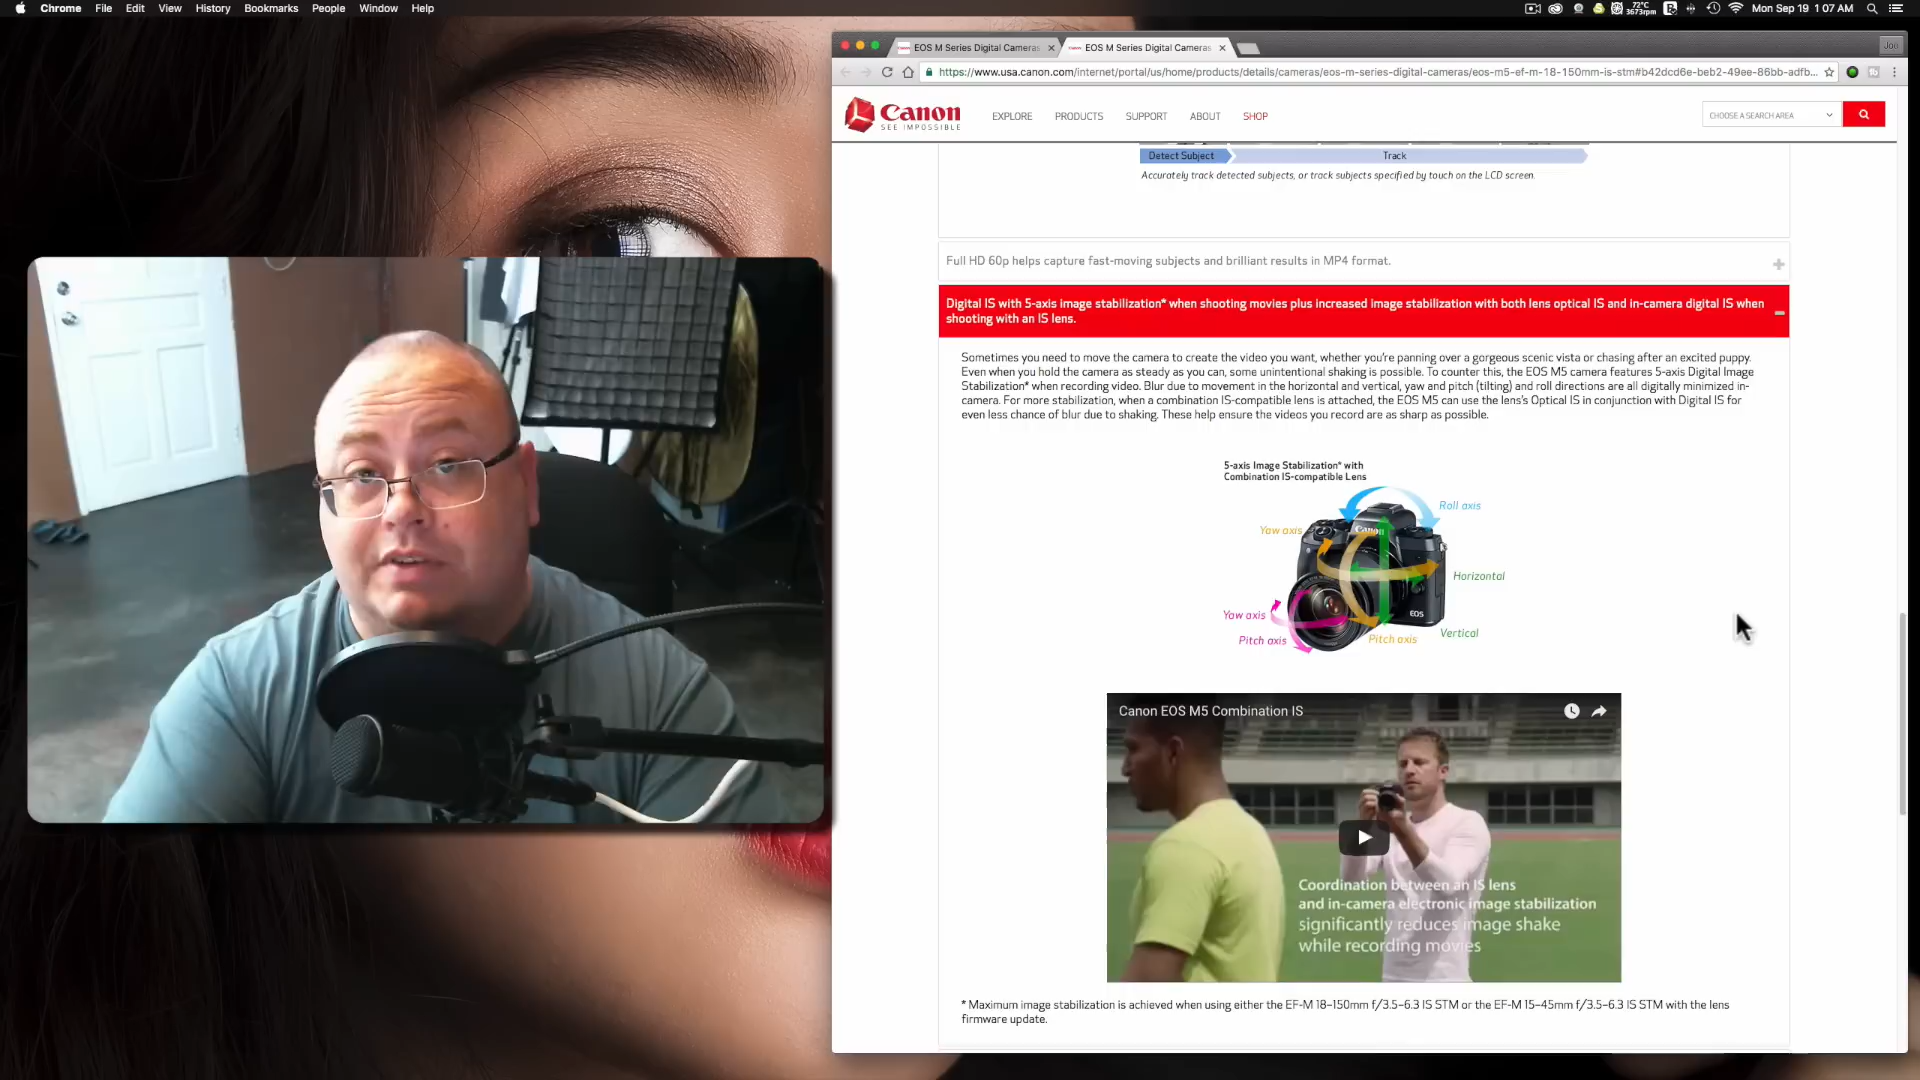 Chrome File Edit View History Bookmarks People Window Help
72°C
3673rpm
Mon Sep 19 1:07 AM
EOS M Series Digital Cameras
EOS M Series Digital Cameras
Joe
https://www.usa.canon.com/internet/portal/us/home/products/details/cameras/eos-m-series-digital-cameras/eos-m5-ef-m-18-150mm-is-stm#b42dcd6e-beb2-49ee-86bb-adfb...
Canon
SEE IMPOSSIBLE
EXPLORE PRODUCTS SUPPORT ABOUT SHOP
CHOOSE A SEARCH AREA
Detect Subject Track
Accurately track detected subjects, or track subjects specified by touch on the LCD screen.
Full HD 60p helps capture fast-moving subjects and brilliant results in MP4 format.
Digital IS with 5-axis image stabilization* when shooting movies plus increased image stabilization with both lens optical IS and in-camera digital IS when
shooting with an IS lens.
Sometimes you need to move the camera to create the video you want, whether you're panning over a gorgeous scenic vista or chasing after an excited puppy.
Even when you hold the camera as steady as you can, some unintentional shaking is possible. To counter this, the EOS M5 camera features 5-axis Digital Image
Stabilization* when recording video. Blur due to movement in the horizontal and vertical, yaw and pitch (tilting) and roll directions are all digitally minimized in-
camera. For more stabilization, when a combination IS-compatible lens is attached, the EOS M5 can use the lens's Optical IS in conjunction with Digital IS for
even less chance of blur due to shaking. These help ensure the videos you record are as sharp as possible.
5-axis Image Stabilization* with
Combination IS-compatible Lens
Roll axis
Yaw axis
Canon
Horizontal
Yaw axis
EOS
Vertical
Pitch axis
Pitch axis
Canon EOS M5 Combination IS
Coordination between an IS lens
and in-camera electronic image stabilization
significantly reduces image shake
while recording movies
* Maximum image stabilization is achieved when using either the EF-M 18-150mm f/3.5-6.3 IS STM or the EF-M 15-45mm f/3.5-6.3 IS STM with the lens
firmware update.